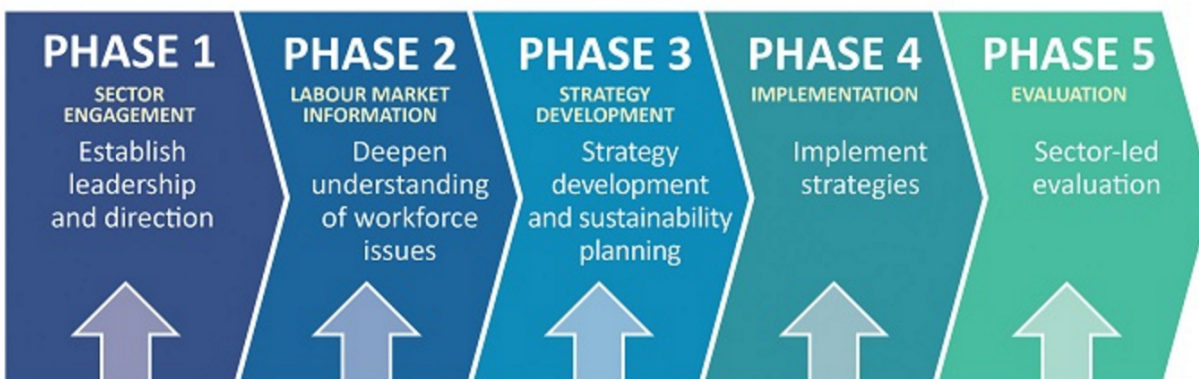 PHASE 1
SECTOR
ENGAGEMENT
Establish
leadership
and direction
PHASE 2
LABOUR MARKET
INFORMATION
Deepen
understanding
of workforce
issues
PHASE 3
STRATEGY
DEVELOPMENT
Strategy
development
and sustainability
planning
PHASE 4
IMPLEMENTATION
Implement
strategies
PHASE 5
EVALUATION
Sector-led
evaluation